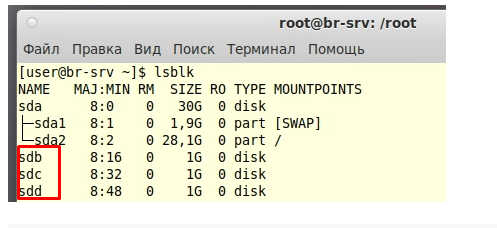 root@br-srv: /root
Файл Правка Вид Поиск Терминал Помощь
[user@br-srv ~]$ lsblk
NAME   MAJ:MIN RM  SIZE RO TYPE MOUNTPOINTS
sda      8:0    0   30G  0 disk
├─sda1   8:1    0  1,9G  0 part [SWAP]
└─sda2   8:2    0 28,1G  0 part /
sdb      8:16   0    1G  0 disk
sdc      8:32   0    1G  0 disk
sdd      8:48   0    1G  0 disk